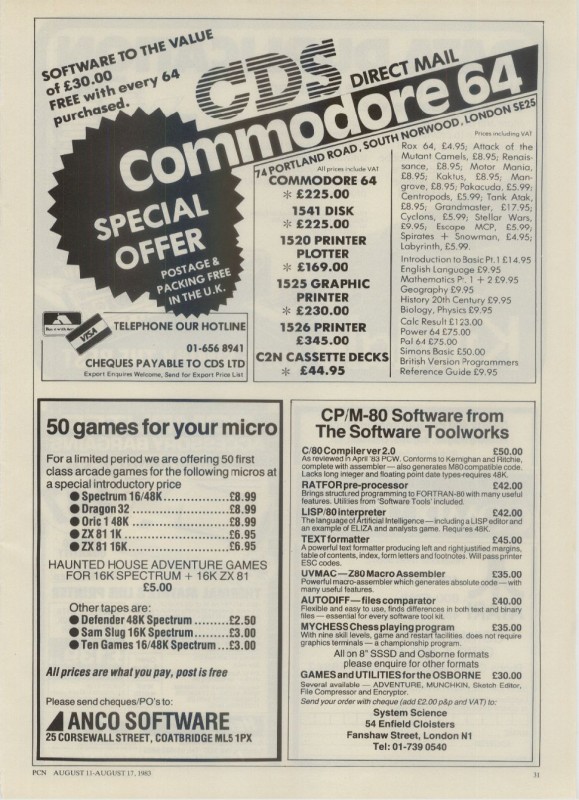 SOFTWARE TO THE VALUE
of £30.00
FREE with every 64
purchased.
CDS DIRECT MAIL
Commodore 64
74 PORTLAND ROAD, SOUTH NORWOOD, LONDON SE25
SPECIAL
OFFER
POSTAGE &
PACKING FREE
IN THE U.K.
VISA
TELEPHONE OUR HOTLINE
01-656 8941
CHEQUES PAYABLE TO CDS LTD
Export Enquires Welcome, Send for Export Price List
All prices include VAT
COMMODORE 64
* £225.00
1541 DISK
* £225.00
1520 PRINTER
PLOTTER
* £169.00
1525 GRAPHIC
PRINTER
* £230.00
1526 PRINTER
£345.00
C2N CASSETTE DECKS
* £44.95
Prices including VAT
Rox 64, £4.95; Attack of the
Mutant Camels, £8.95; Renais-
sance, £8.95; Motor Mania,
£8.95; Kaktus, £8.95; Man-
grove, £8.95; Pakacuda, £5.99;
Centropods, £5.99; Tank Atak,
£8.95; Grandmaster, £17.95;
Cyclons, £5.99; Stellar Wars,
£9.95; Escape MCP, £5.99;
Spirates + Snowman, £4.95;
Labyrinth, £5.99.
Introduction to Basic Pt. 1 £14.95
English Language £9.95
Mathematics Pt. 1 + 2 £9.95
Geography £9.95
History 20th Century £9.95
Biology, Physics £9.95
Calc Result £123.00
Power 64 £75.00
Pal 64 £75.00
Simons Basic £50.00
British Version Programmers
Reference Guide £9.95
50 games for your micro
For a limited period we are offering 50 first
class arcade games for the following micros at
a special introductory price
● Spectrum 16/48K................£8.99
● Dragon 32........................£8.99
● Oric 1 48K........................£8.99
● ZX 81 1K..........................£6.95
● ZX 81 16K........................£6.95
HAUNTED HOUSE ADVENTURE GAMES
FOR 16K SPECTRUM + 16K ZX 81
£5.00
Other tapes are:
● Defender 48K Spectrum........£2.50
● Sam Slug 16K Spectrum.......£3.00
● Ten Games 16/48K Spectrum...£3.00
All prices are what you pay, post is free
Please send cheques/PO's to:
ANCO SOFTWARE
25 CORSEWALL STREET, COATBRIDGE ML5 1PX
CP/M-80 Software from
The Software Toolworks
C/80 Compiler ver 2.0 £50.00
As reviewed in April '83 PCW. Conforms to Kernghan and Ritchie,
complete with assembler — also generates M80 compatible code.
Lacks long integer and floating point date types requires·48K.
RATFOR pre-processor £42.00
Brings structured programming to FORTRAN-86 with many useful
features. Utilities from 'Software Tools' included.
LISP/80 interpreter £42.00
The language of Artificial Intelligence — including a LISP editor and
an example of ELIZA and analysts game. Requires 48K.
TEXT formatter £45.00
A powerful text formatter producing left and right justified margins,
table of contents, index, form letters and footnotes. Will pass printer
ESC codes.
UVMAC — Z80 Macro Assembler £35.00
Powerful macro-assembler which generates absolute code — with
many useful features.
AUTODIFF — files comparator £40.00
Flexible and easy to use, finds differences in both text and binary
files — essential for every software tool kit.
MYCHESS Chess playing program £35.00
With nine skill levels, game and restart facilities. does not require
graphics terminals — a championship program.
All on 8" SSSD and Osborne formats
please enquire for other formats
GAMES and UTILITIES for the OSBORNE £30.00
Several available — ADVENTURE, MUNCHKIN, Sketch Editor,
File Compressor and Encryptor.
Send your order with cheque (add £2.00 p&p and VAT) to:
System Science
54 Enfield Cloisters
Fanshaw Street, London N1
Tel: 01-739 0540
PCN AUGUST 11-AUGUST 17, 1983
31